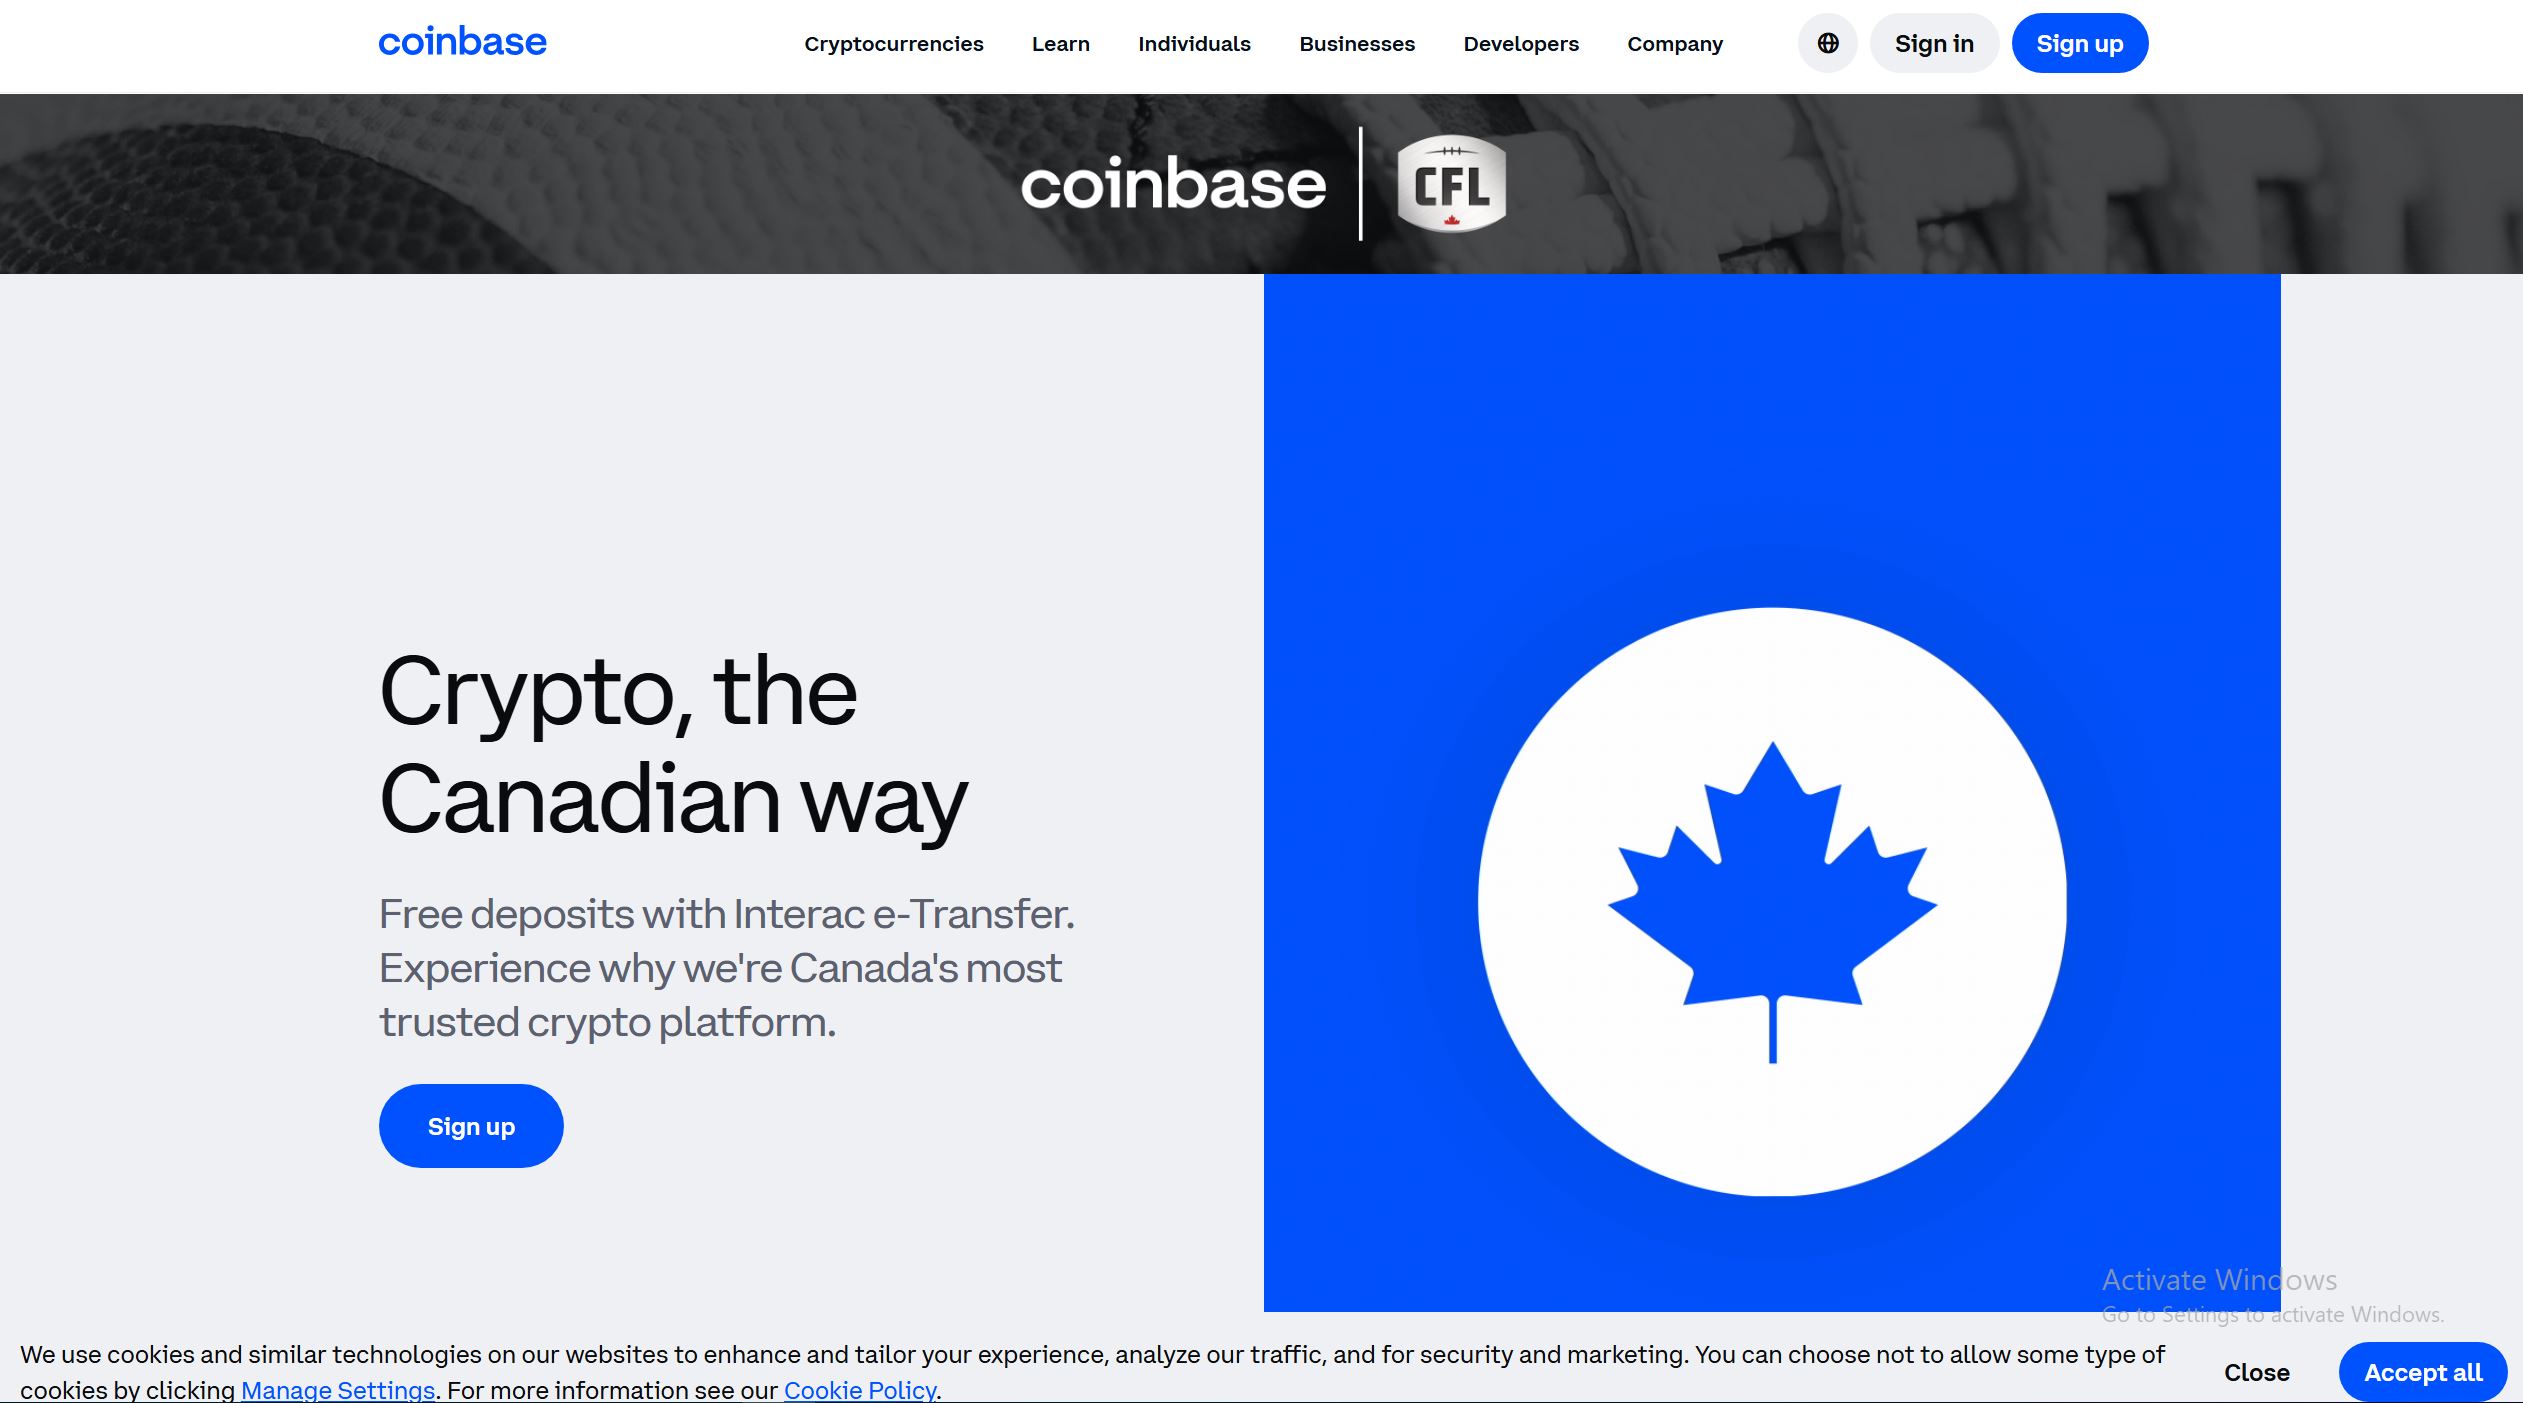 coinbase
Cryptocurrencies
Learn
Individuals
Businesses
Developers
Company
Sign in
Sign up
coinbase
CFL
Crypto, the
Canadian way
Free deposits with Interac e-Transfer.
Experience why we're Canada's most
trusted crypto platform.
Sign up
Activate Windows
Go to Settings to activate Windows.
We use cookies and similar technologies on our websites to enhance and tailor your experience, analyze our traffic, and for security and marketing. You can choose not to allow some type of
cookies by clicking Manage Settings. For more information see our Cookie Policy.
Close
Accept all